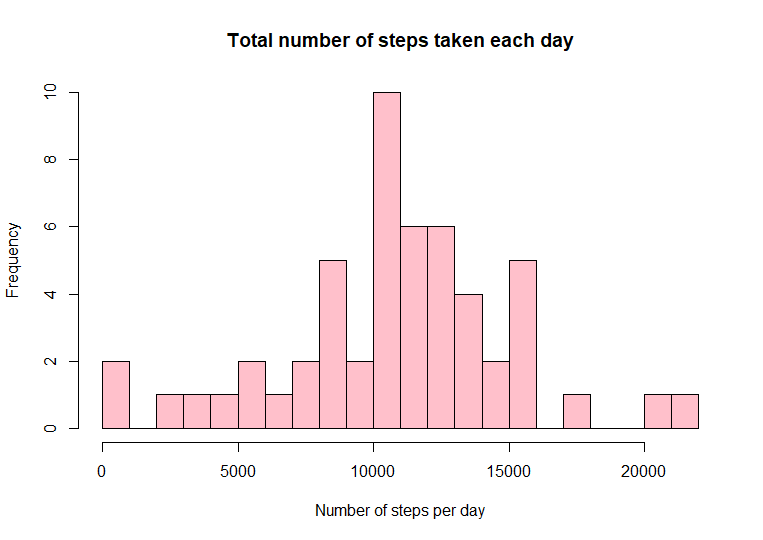 Total number of steps taken each day
Frequency
10
8
6
4
2
0
0 5000 10000 15000 20000
Number of steps per day